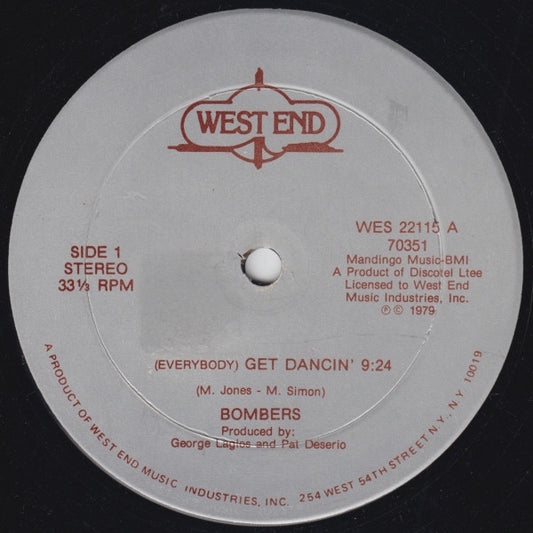 WEST END
SIDE 1
STEREO
33⅓ RPM
WES 22115 A
70351
Mandingo Music-BMI
A Product of Discotel Ltee
Licensed to West End
Music Industries, Inc.
℗ © 1979
(EVERYBODY) GET DANCIN' 9:24
(M. Jones - M. Simon)
BOMBERS
Produced by:
George Lagios and Pat Deserio
A PRODUCT OF WEST END MUSIC INDUSTRIES, INC. 254 WEST 54TH STREET N.Y., N.Y. 10019